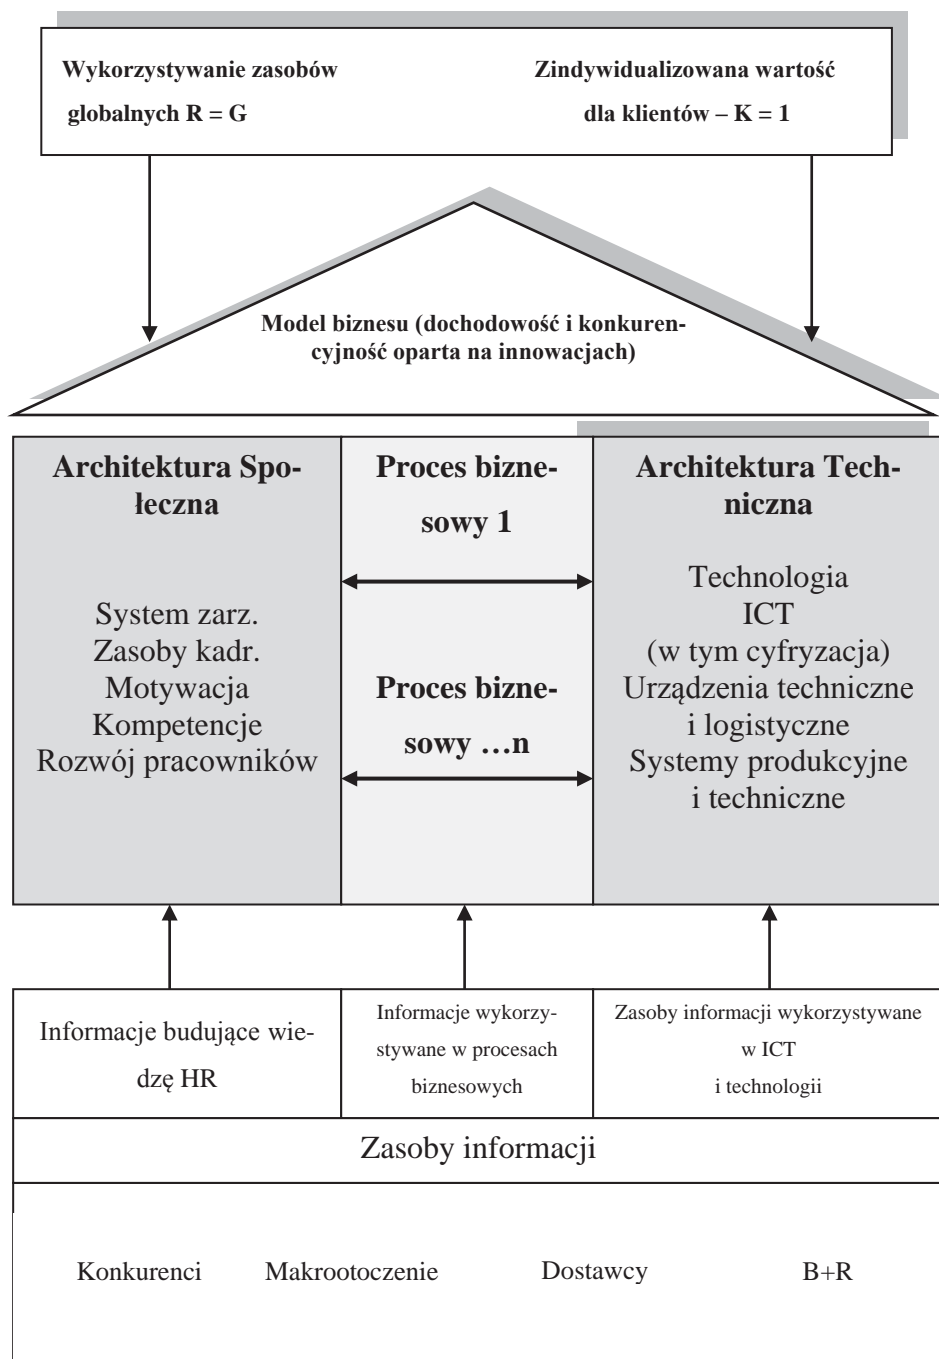 Wykorzystywanie zasobów
globalnych R = G
Zindywidualizowana wartość
dla klientów – K = 1
Model biznesu (dochodowość i konkuren-
cyjność oparta na innowacjach)
Architektura Spo-
łeczna
System zarz.
Zasoby kadr.
Motywacja
Kompetencje
Rozwój pracowników
Proces bizne-
sowy 1
Proces bizne-
sowy …n
Architektura Tech-
niczna
Technologia
ICT
(w tym cyfryzacja)
Urządzenia techniczne
i logistyczne
Systemy produkcyjne
i techniczne
Informacje budujące wie-
dzę HR
Informacje wykorzy-
stywane w procesach
biznesowych
Zasoby informacji wykorzystywane
w ICT
i technologii
Zasoby informacji
Konkurenci Makrootoczenie Dostawcy B+R